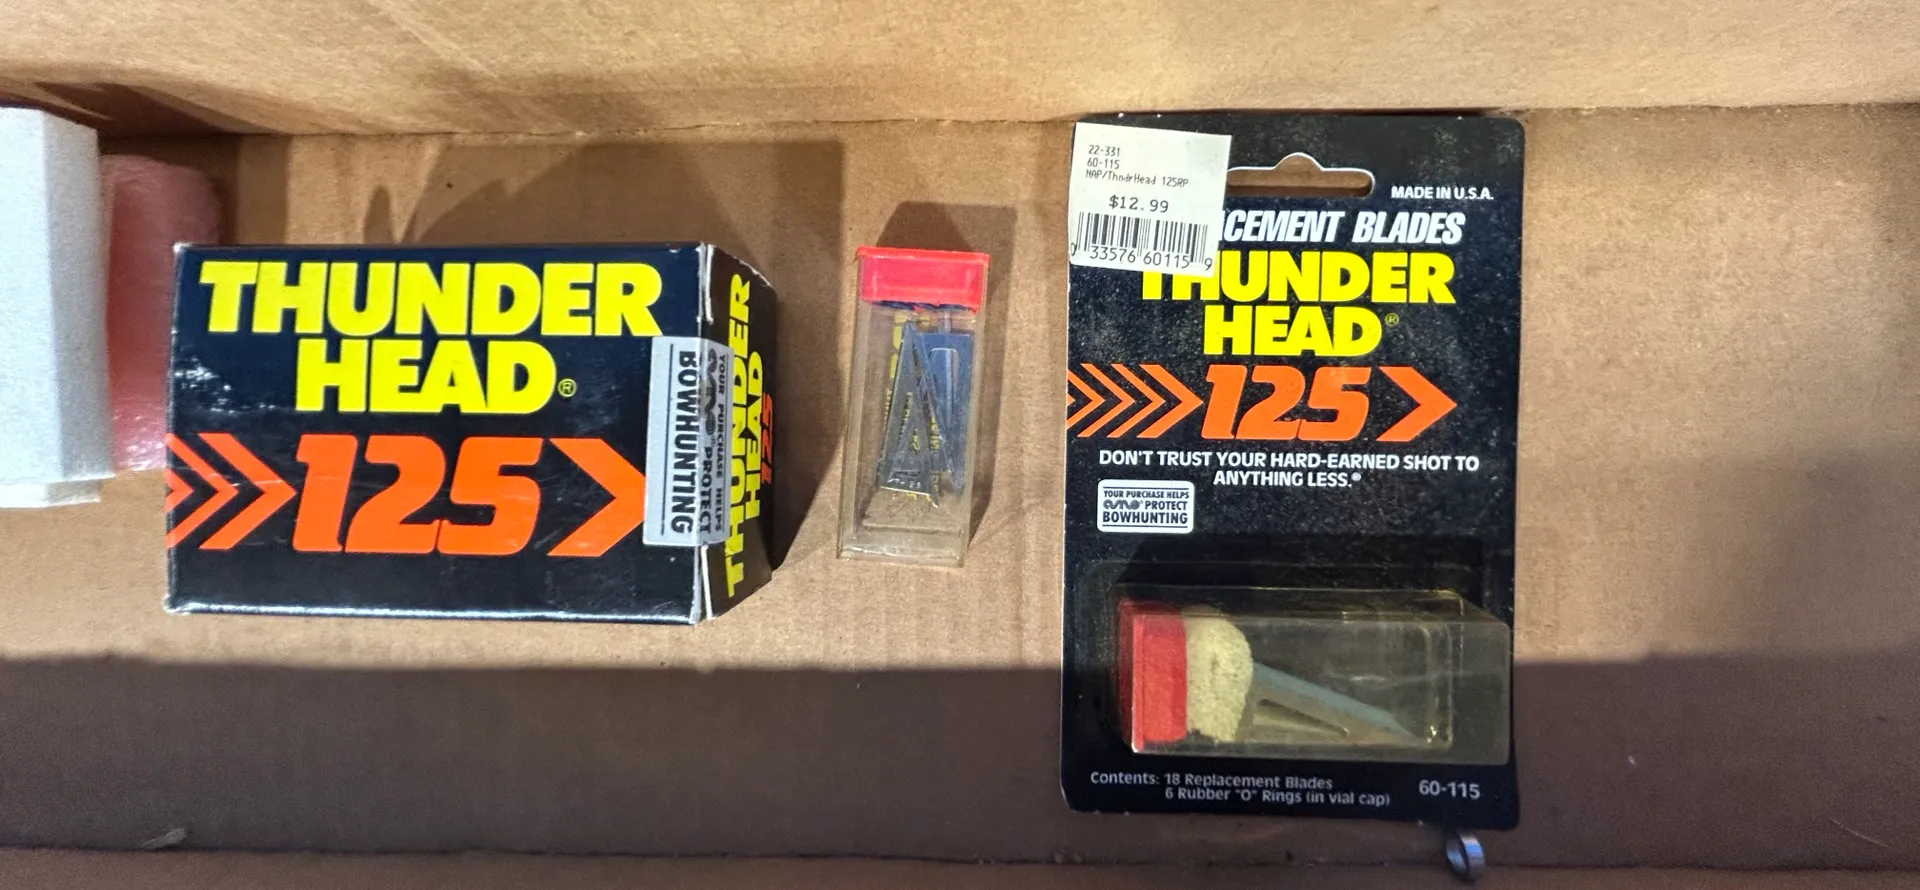 THUNDER
HEAD®
125
YOUR PURCHASE HELPS
PROTECT
BOWHUNTING
THUNDER
HEAD
125
22-331
60-115
NAP/ThndrHead 125RP
$12.99
0 33576 60115 9
MADE IN U.S.A.
CEMENT BLADES
THUNDER
HEAD®
125
DON'T TRUST YOUR HARD-EARNED SHOT TO
ANYTHING LESS.®
YOUR PURCHASE HELPS
AMO® PROTECT
BOWHUNTING
Contents: 18 Replacement Blades
6 Rubber "O" Rings (in vial cap)
60-115